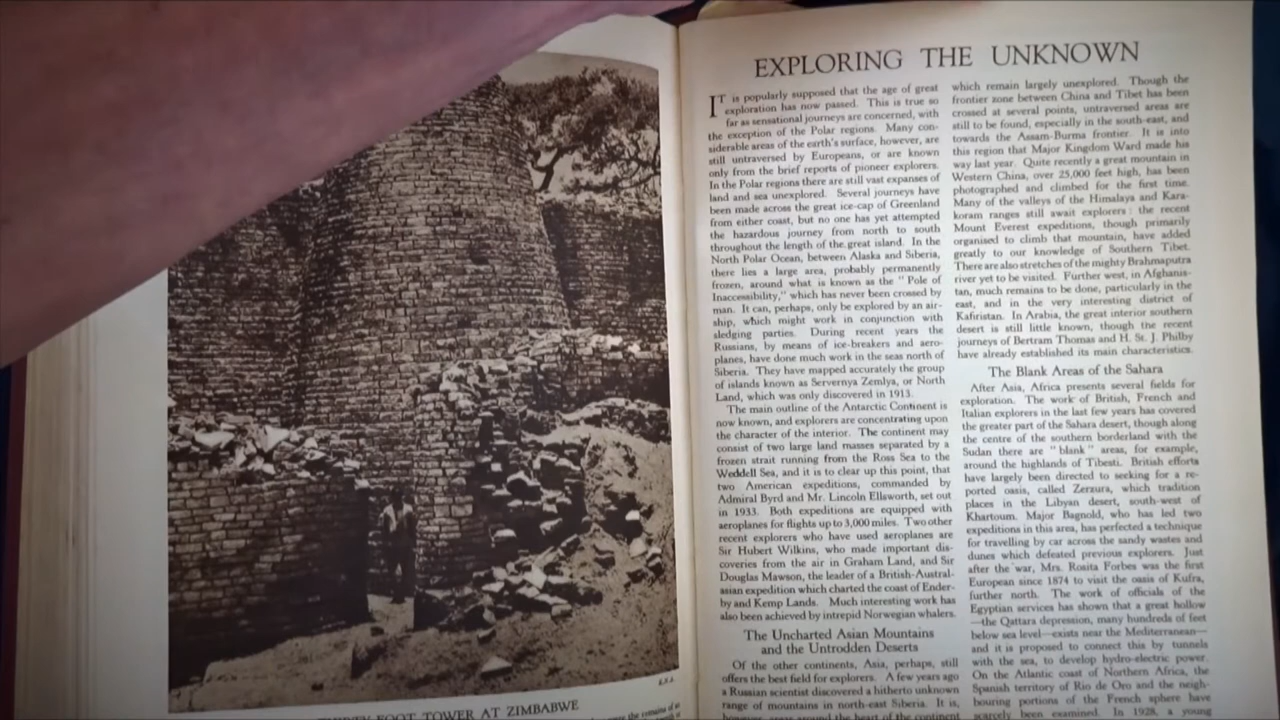 EXPLORING THE UNKNOWN
IT is popularly supposed that the age of great
exploration has now passed. This is true so
far as sensational journeys are concerned, with
the exception of the Polar regions. Many con-
siderable areas of the earth's surface, however, are
still untraversed by Europeans, or are known
only from the brief reports of pioneer explorers.
In the Polar regions there are still vast expanses of
land and sea unexplored. Several journeys have
been made across the great ice-cap of Greenland
from either coast, but no one has yet attempted
the hazardous journey from north to south
throughout the length of the great island. In the
North Polar Ocean, between Alaska and Siberia,
there lies a large area, probably permanently
frozen, around what is known as the "Pole of
Inaccessibility," which has never been crossed by
man. It can, perhaps, only be explored by an air-
ship, which might work in conjunction with
sledging parties. During recent years the
Russians, by means of ice-breakers and aero-
planes, have done much work in the seas north of
Siberia. They have mapped accurately the group
of islands known as Servernya Zemlya, or North
Land, which was only discovered in 1913.
The main outline of the Antarctic Continent is
now known, and explorers are concentrating upon
the character of the interior. The continent may
consist of two large land masses separated by a
frozen strait running from the Ross Sea to the
Weddell Sea, and it is to clear up this point, that
two American expeditions, commanded by
Admiral Byrd and Mr. Lincoln Ellsworth, set out
in 1933. Both expeditions are equipped with
aeroplanes for flights up to 3,000 miles. Two other
recent explorers who have used aeroplanes are
Sir Hubert Wilkins, who made important dis-
coveries from the air in Graham Land, and Sir
Douglas Mawson, the leader of a British-Austral-
asian expedition which charted the coast of Ender-
by and Kemp Lands. Much interesting work has
also been achieved by intrepid Norwegian whalers.
The Uncharted Asian Mountains
and the Untrodden Deserts
Of the other continents, Asia, perhaps, still
offers the best field for explorers. A few years ago
a Russian scientist discovered a hitherto unknown
range of mountains in north-east Siberia. It is,
however, areas around the heart of the continent
which remain largely unexplored. Though the
frontier zone between China and Tibet has been
crossed at several points, untraversed areas are
still to be found, especially in the south-east, and
towards the Assam-Burma frontier. It is into
this region that Major Kingdom Ward made his
way last year. Quite recently a great mountain in
Western China, over 25,000 feet high, has been
photographed and climbed for the first time.
Many of the valleys of the Himalaya and Kara-
koram ranges still await explorers: the recent
Mount Everest expeditions, though primarily
organised to climb that mountain, have added
greatly to our knowledge of Southern Tibet.
There are also stretches of the mighty Brahmaputra
river yet to be visited. Further west, in Afghanis-
tan, much remains to be done, particularly in the
east, and in the very interesting district of
Kafiristan. In Arabia, the great interior southern
desert is still little known, though the recent
journeys of Bertram Thomas and H. St. J. Philby
have already established its main characteristics.
The Blank Areas of the Sahara
After Asia, Africa presents several fields for
exploration. The work of British, French and
Italian explorers in the last few years has covered
the greater part of the Sahara desert, though along
the centre of the southern borderland with the
Sudan there are "blank" areas, for example,
around the highlands of Tibesti. British efforts
have largely been directed to seeking for a re-
ported oasis, called Zerzura, which tradition
places in the Libyan desert, south-west of
Khartoum. Major Bagnold, who has led two
expeditions in this area, has perfected a technique
for travelling by car across the sandy wastes and
dunes which defeated previous explorers. Just
after the war, Mrs. Rosita Forbes was the first
European since 1874 to visit the oasis of Kufra,
further north. The work of officials of the
Egyptian services has shown that a great hollow
—the Qattara depression, many hundreds of feet
below sea level—exists near the Mediterranean—
and it is proposed to connect this by tunnels
with the sea, to develop hydro-electric power.
On the Atlantic coast of Northern Africa, the
Spanish territory of Rio de Oro and the neigh-
bouring portions of the French sphere have
scarcely been examined. In 1928, a young
FOOT TOWER AT ZIMBABWE
the remains of